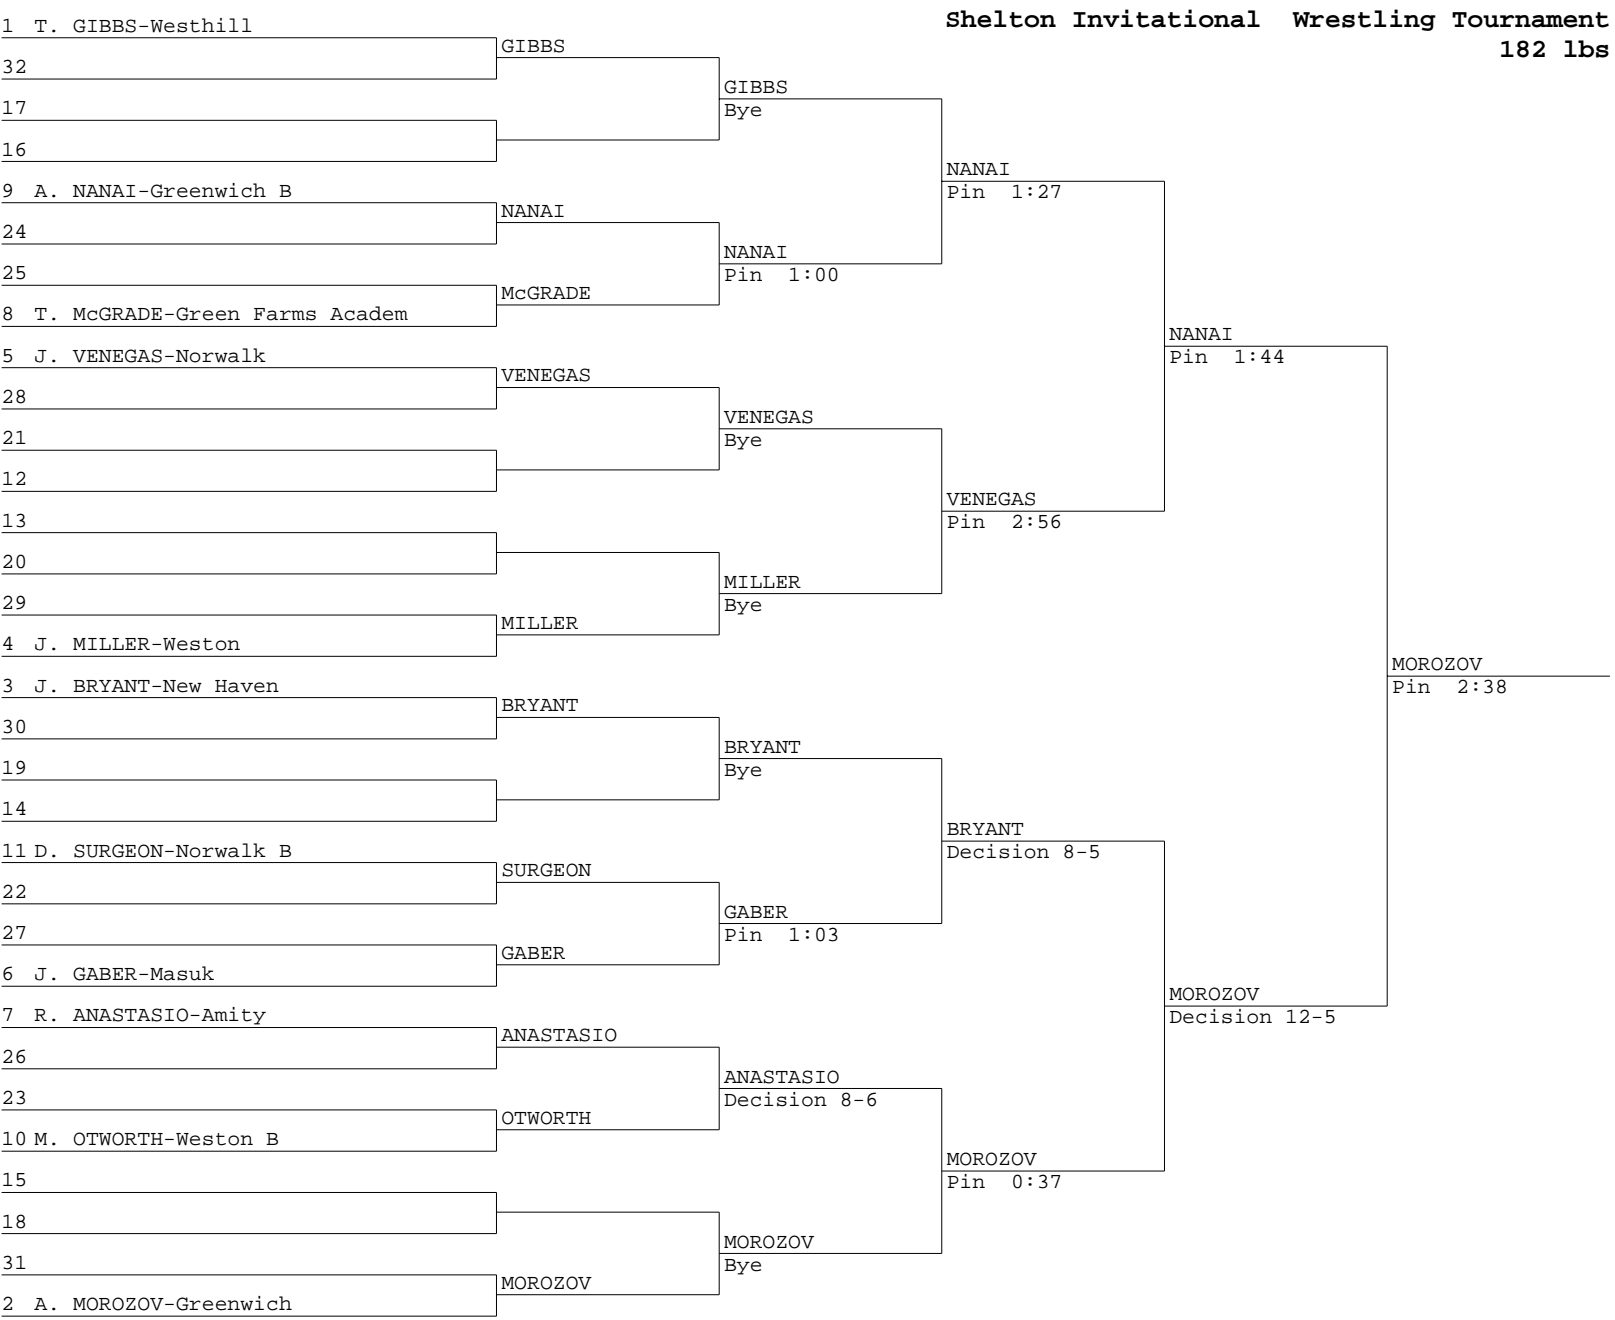 Shelton Invitational Wrestling Tournament
182 lbs
1 T. GIBBS-Westhill
32
17
16
9 A. NANAI-Greenwich B
24
25
8 T. McGRADE-Green Farms Academ
5 J. VENEGAS-Norwalk
28
21
12
13
20
29
4 J. MILLER-Weston
3 J. BRYANT-New Haven
30
19
14
11 D. SURGEON-Norwalk B
22
27
6 J. GABER-Masuk
7 R. ANASTASIO-Amity
26
23
10 M. OTWORTH-Weston B
15
18
31
2 A. MOROZOV-Greenwich
GIBBS
NANAI
McGRADE
VENEGAS
MILLER
BRYANT
SURGEON
GABER
ANASTASIO
OTWORTH
MOROZOV
GIBBS
Bye
NANAI
Pin 1:00
VENEGAS
Bye
MILLER
Bye
BRYANT
Bye
GABER
Pin 1:03
ANASTASIO
Decision 8-6
MOROZOV
Bye
NANAI
Pin 1:27
VENEGAS
Pin 2:56
BRYANT
Decision 8-5
MOROZOV
Pin 0:37
NANAI
Pin 1:44
MOROZOV
Decision 12-5
MOROZOV
Pin 2:38